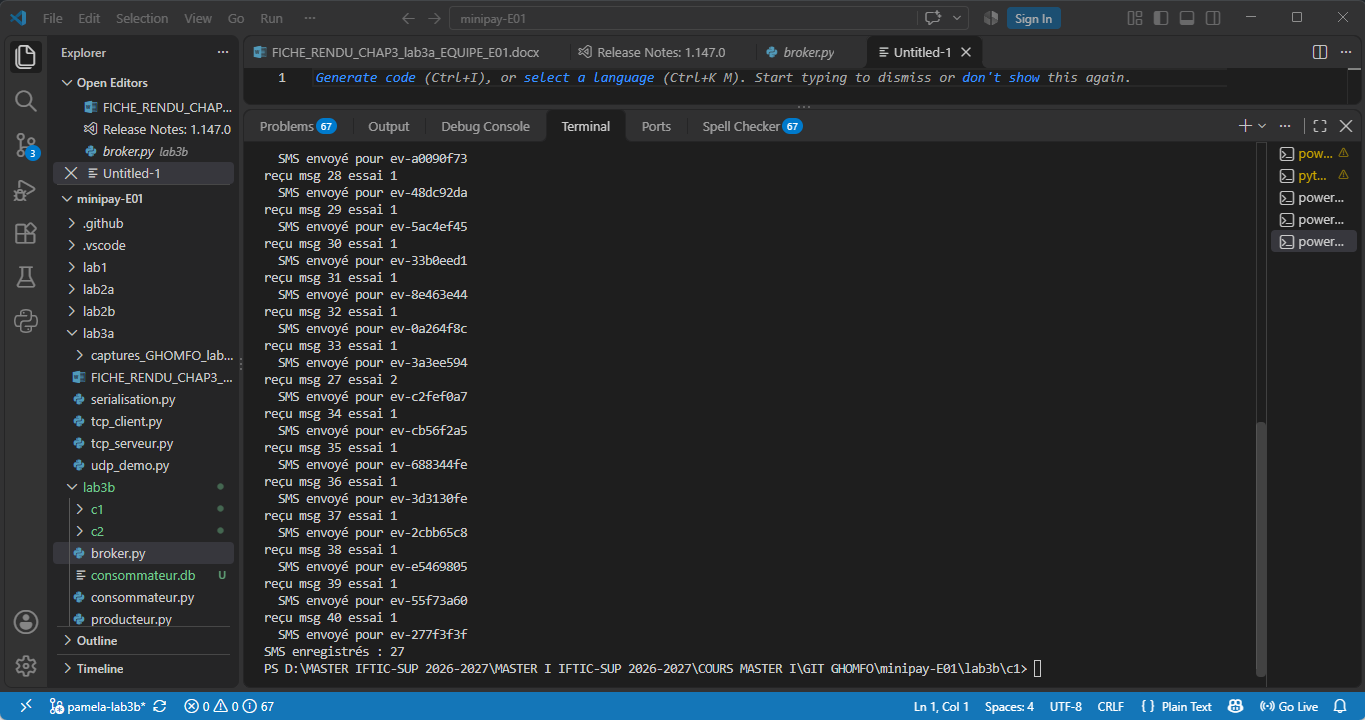 File Edit Selection View Go Run ··· minipay-E01 Sign In
Explorer ···
FICHE_RENDU_CHAP3_lab3a_EQUIPE_E01.docx Release Notes: 1.147.0 broker.py Untitled-1
Open Editors
FICHE_RENDU_CHAP...
Release Notes: 1.147.0
broker.py lab3b
Untitled-1
minipay-E01
.github
.vscode
lab1
lab2a
lab2b
lab3a
captures_GHOMFO_lab...
FICHE_RENDU_CHAP3_...
serialisation.py
tcp_client.py
tcp_serveur.py
udp_demo.py
lab3b
c1
c2
broker.py
consommateur.db U
consommateur.py
producteur.py
Outline
Timeline
1 Generate code (Ctrl+I), or select a language (Ctrl+K M). Start typing to dismiss or don't show this again.
Problems 67 Output Debug Console Terminal Ports Spell Checker 67
SMS envoyé pour ev-a0090f73
reçu msg 28 essai 1
SMS envoyé pour ev-48dc92da
reçu msg 29 essai 1
SMS envoyé pour ev-5ac4ef45
reçu msg 30 essai 1
SMS envoyé pour ev-33b0eed1
reçu msg 31 essai 1
SMS envoyé pour ev-8e463e44
reçu msg 32 essai 1
SMS envoyé pour ev-0a264f8c
reçu msg 33 essai 1
SMS envoyé pour ev-3a3ee594
reçu msg 27 essai 2
SMS envoyé pour ev-c2fef0a7
reçu msg 34 essai 1
SMS envoyé pour ev-cb56f2a5
reçu msg 35 essai 1
SMS envoyé pour ev-688344fe
reçu msg 36 essai 1
SMS envoyé pour ev-3d3130fe
reçu msg 37 essai 1
SMS envoyé pour ev-2cbb65c8
reçu msg 38 essai 1
SMS envoyé pour ev-e5469805
reçu msg 39 essai 1
SMS envoyé pour ev-55f73a60
reçu msg 40 essai 1
SMS envoyé pour ev-277f3f3f
SMS enregistrés : 27
PS D:\MASTER IFTIC-SUP 2026-2027\MASTER I IFTIC-SUP 2026-2027\COURS MASTER I\GIT GHOMFO\minipay-E01\lab3b\c1>
pow...
pyt...
power...
power...
power...
3
pamela-lab3b* 0 0 67 Ln 1, Col 1 Spaces: 4 UTF-8 CRLF { } Plain Text Go Live